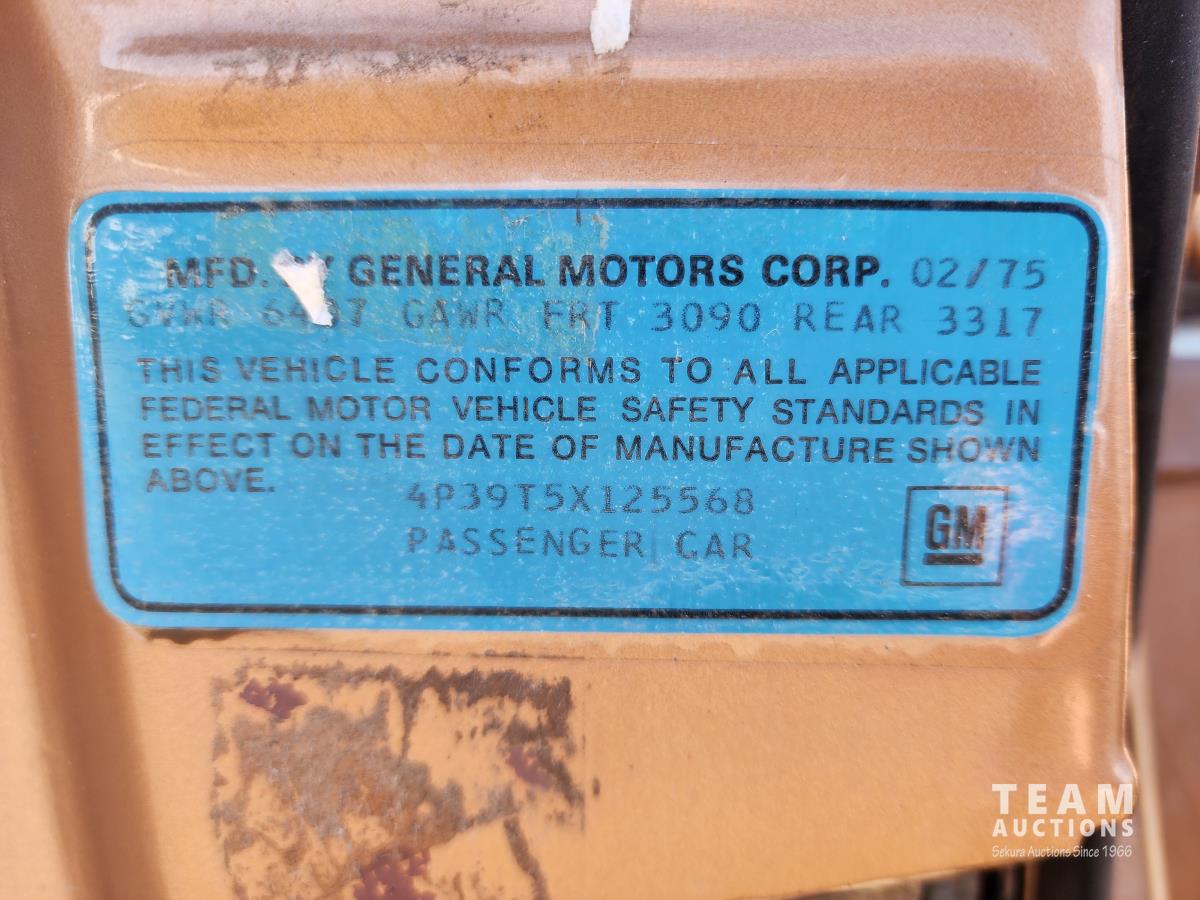 MFD. BY GENERAL MOTORS CORP. 02/75
GVWR GAWR FRT 3090 REAR 3317
THIS VEHICLE CONFORMS TO ALL APPLICABLE
FEDERAL MOTOR VEHICLE SAFETY STANDARDS IN
EFFECT ON THE DATE OF MANUFACTURE SHOWN
ABOVE.
4P39T5X125568
PASSENGER CAR
GM
TEAM
AUCTIONS
Sekura Auctions Since 1966